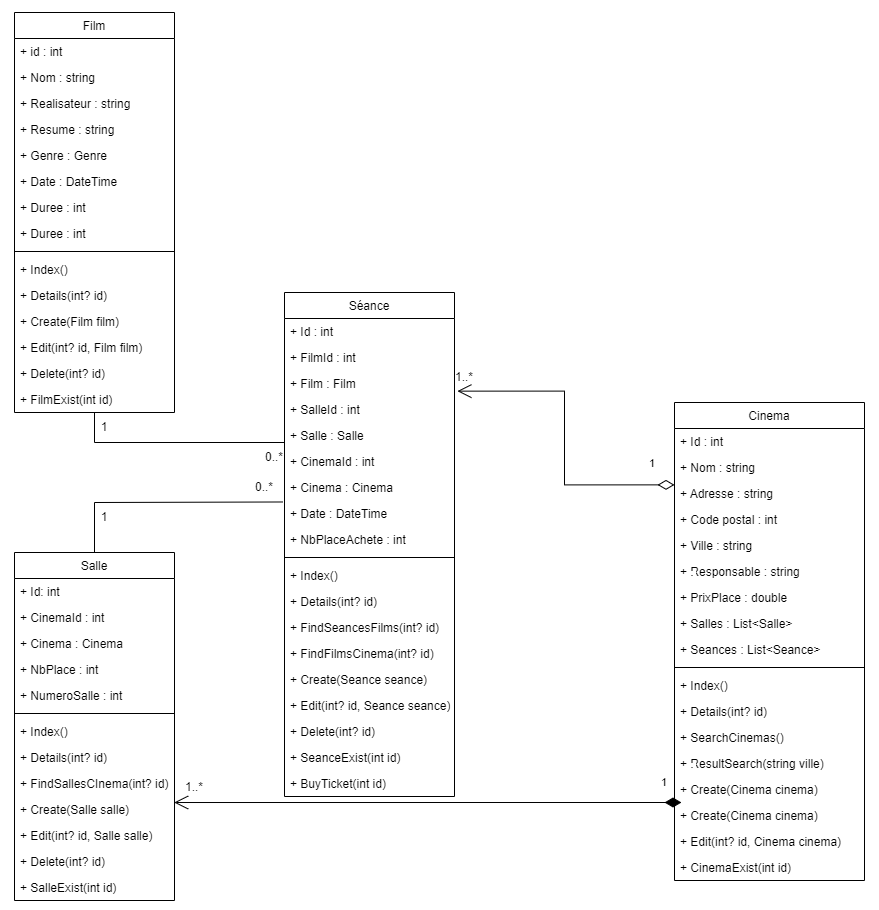 Film
+ id : int
+ Nom : string
+ Realisateur : string
+ Resume : string
+ Genre : Genre
+ Date : DateTime
+ Duree : int
+ Duree : int
+ Index()
+ Details(int? id)
+ Create(Film film)
+ Edit(int? id, Film film)
+ Delete(int? id)
+ FilmExist(int id)
1
0..*
Séance
+ Id : int
+ FilmId : int
+ Film : Film
+ SalleId : int
+ Salle : Salle
+ CinemaId : int
+ Cinema : Cinema
+ Date : DateTime
+ NbPlaceAchete : int
+ Index()
+ Details(int? id)
+ FindSeancesFilms(int? id)
+ FindFilmsCinema(int? id)
+ Create(Seance seance)
+ Edit(int? id, Seance seance)
+ Delete(int? id)
+ SeanceExist(int id)
+ BuyTicket(int id)
1..*
1
0..*
1
Salle
+ Id: int
+ CinemaId : int
+ Cinema : Cinema
+ NbPlace : int
+ NumeroSalle : int
+ Index()
+ Details(int? id)
+ FindSallesCInema(int? id)
+ Create(Salle salle)
+ Edit(int? id, Salle salle)
+ Delete(int? id)
+ SalleExist(int id)
1..*
1
Cinema
+ Id : int
+ Nom : string
+ Adresse : string
+ Code postal : int
+ Ville : string
+ Responsable : string
+ PrixPlace : double
+ Salles : List<Salle>
+ Seances : List<Seance>
+ Index()
+ Details(int? id)
+ SearchCinemas()
+ ResultSearch(string ville)
+ Create(Cinema cinema)
+ Create(Cinema cinema)
+ Edit(int? id, Cinema cinema)
+ CinemaExist(int id)